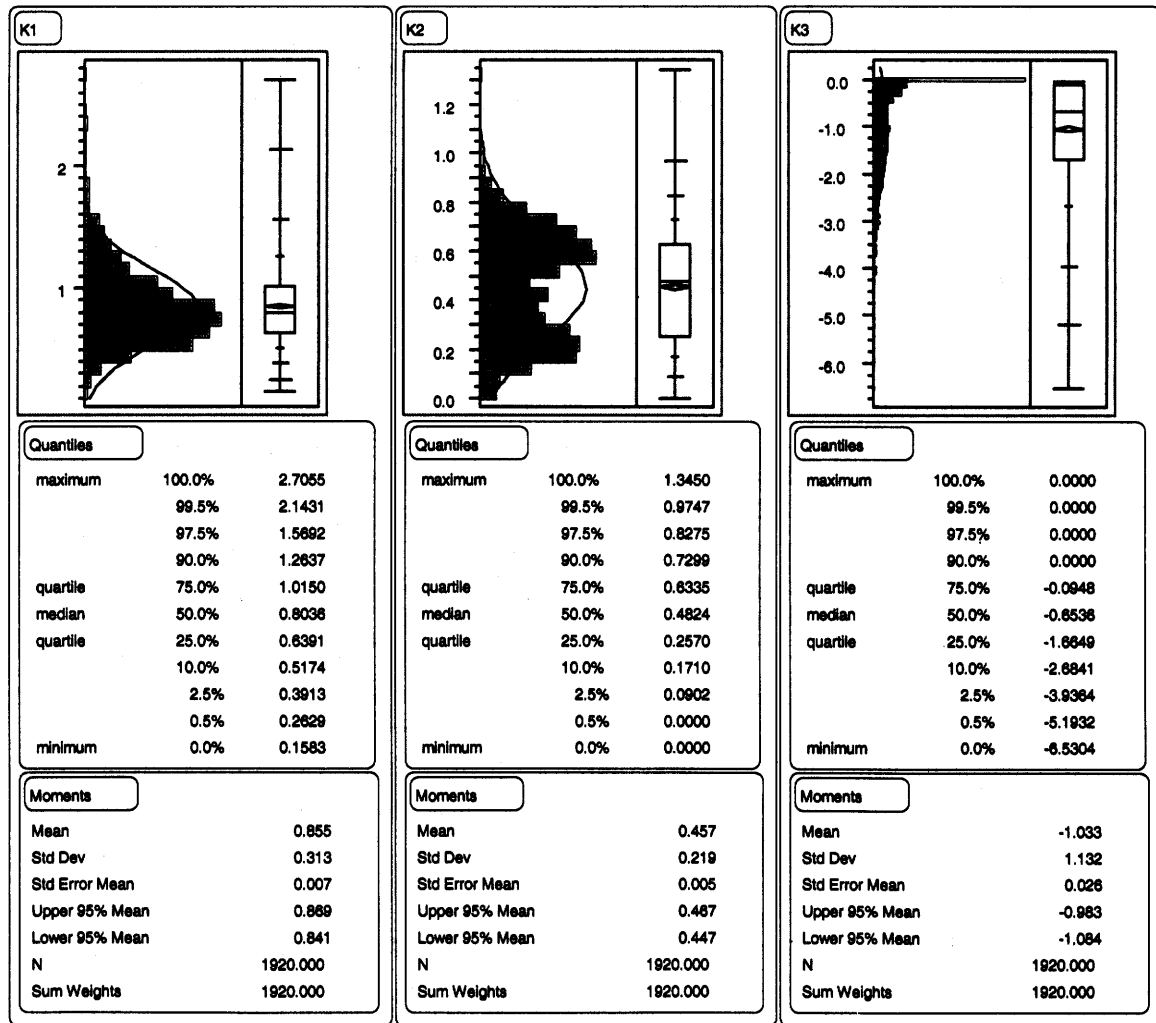 K1
2
1
Quantiles
maximum 100.0% 2.7055
99.5% 2.1431
97.5% 1.5692
90.0% 1.2637
quartile 75.0% 1.0150
median 50.0% 0.8036
quartile 25.0% 0.6391
10.0% 0.5174
2.5% 0.3913
0.5% 0.2629
minimum 0.0% 0.1583
Moments
Mean 0.855
Std Dev 0.313
Std Error Mean 0.007
Upper 95% Mean 0.869
Lower 95% Mean 0.841
N 1920.000
Sum Weights 1920.000
K2
1.2
1.0
0.8
0.6
0.4
0.2
0.0
Quantiles
maximum 100.0% 1.3450
99.5% 0.9747
97.5% 0.8275
90.0% 0.7299
quartile 75.0% 0.6335
median 50.0% 0.4824
quartile 25.0% 0.2570
10.0% 0.1710
2.5% 0.0902
0.5% 0.0000
minimum 0.0% 0.0000
Moments
Mean 0.457
Std Dev 0.219
Std Error Mean 0.005
Upper 95% Mean 0.467
Lower 95% Mean 0.447
N 1920.000
Sum Weights 1920.000
K3
0.0
-1.0
-2.0
-3.0
-4.0
-5.0
-6.0
Quantiles
maximum 100.0% 0.0000
99.5% 0.0000
97.5% 0.0000
90.0% 0.0000
quartile 75.0% -0.0948
median 50.0% -0.6536
quartile 25.0% -1.6649
10.0% -2.6841
2.5% -3.9364
0.5% -5.1932
minimum 0.0% -6.5304
Moments
Mean -1.033
Std Dev 1.132
Std Error Mean 0.026
Upper 95% Mean -0.983
Lower 95% Mean -1.084
N 1920.000
Sum Weights 1920.000